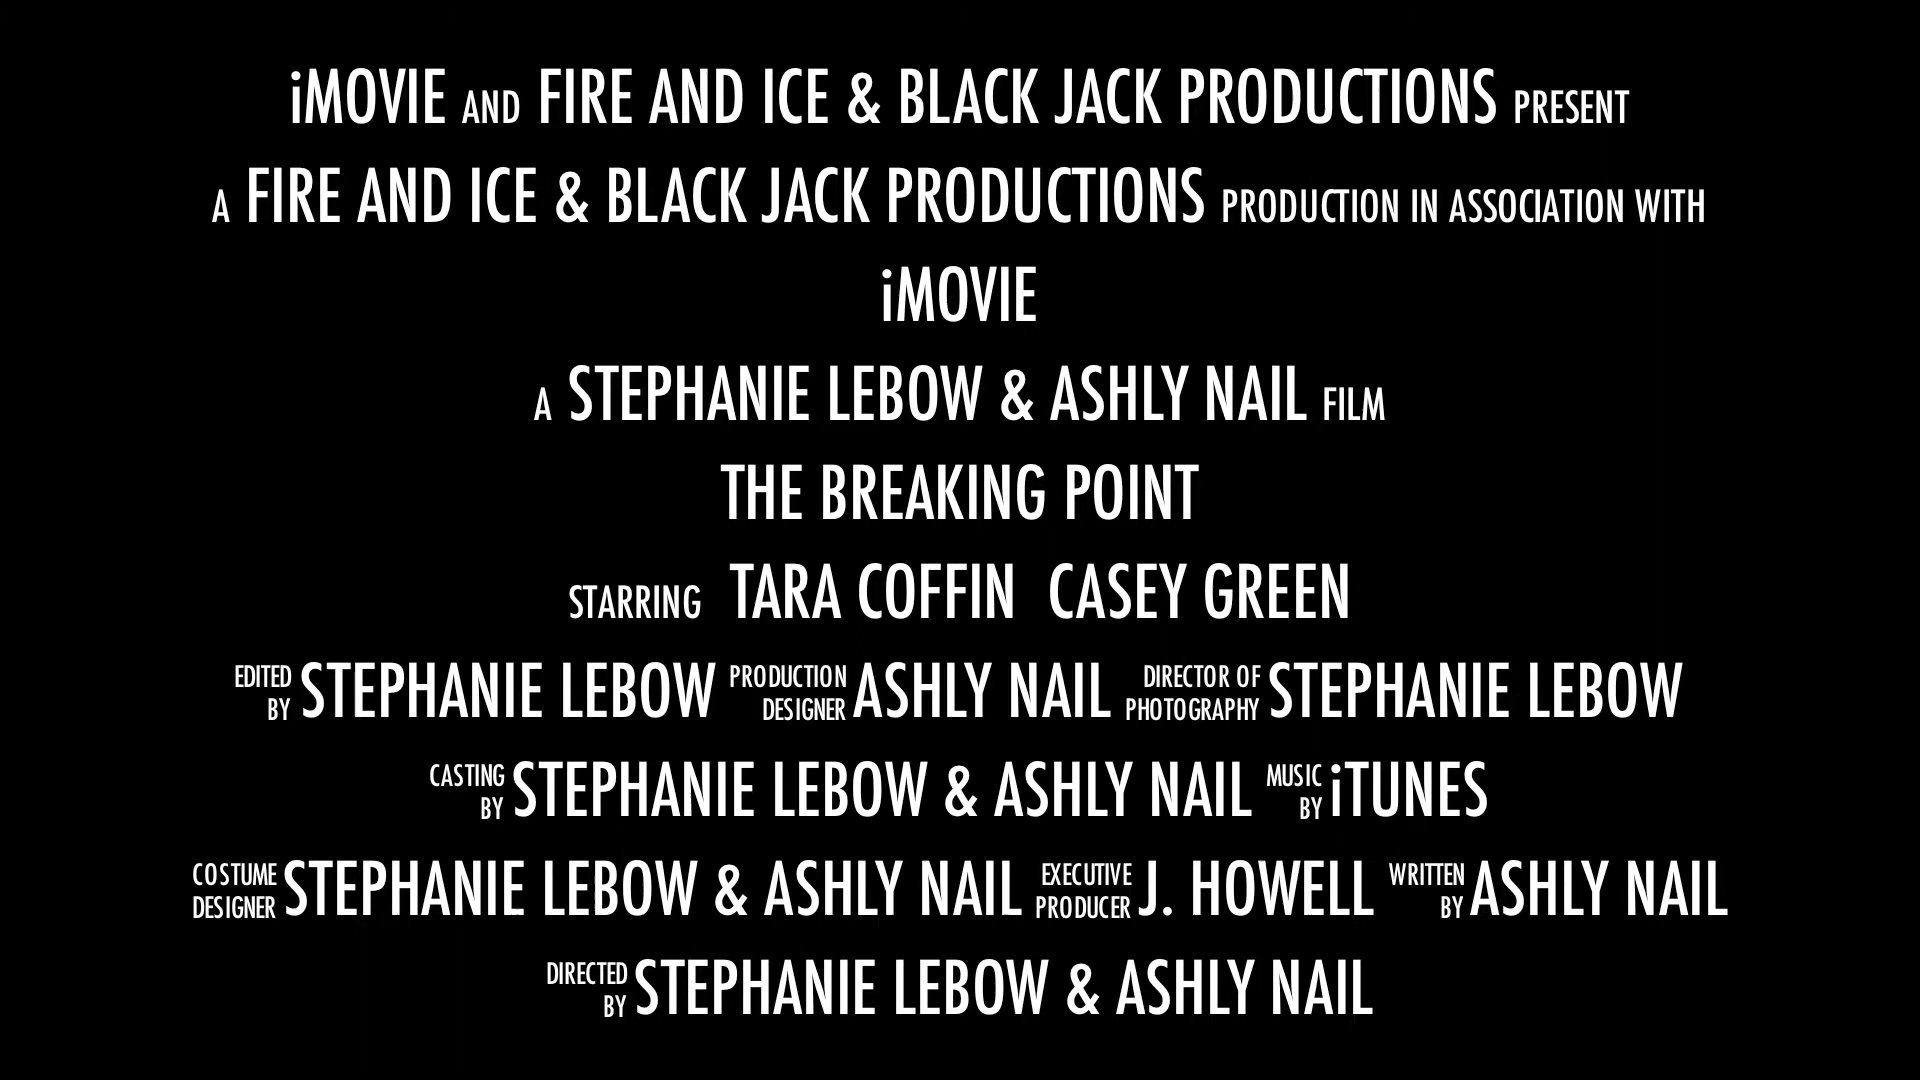 iMOVIE AND FIRE AND ICE & BLACK JACK PRODUCTIONS PRESENT
A FIRE AND ICE & BLACK JACK PRODUCTIONS PRODUCTION IN ASSOCIATION WITH
iMOVIE
A STEPHANIE LEBOW & ASHLY NAIL FILM
THE BREAKING POINT
STARRING TARA COFFIN CASEY GREEN
EDITED BY STEPHANIE LEBOW PRODUCTION DESIGNER ASHLY NAIL DIRECTOR OF PHOTOGRAPHY STEPHANIE LEBOW
CASTING BY STEPHANIE LEBOW & ASHLY NAIL MUSIC BY iTUNES
COSTUME DESIGNER STEPHANIE LEBOW & ASHLY NAIL EXECUTIVE PRODUCER J. HOWELL WRITTEN BY ASHLY NAIL
DIRECTED BY STEPHANIE LEBOW & ASHLY NAIL